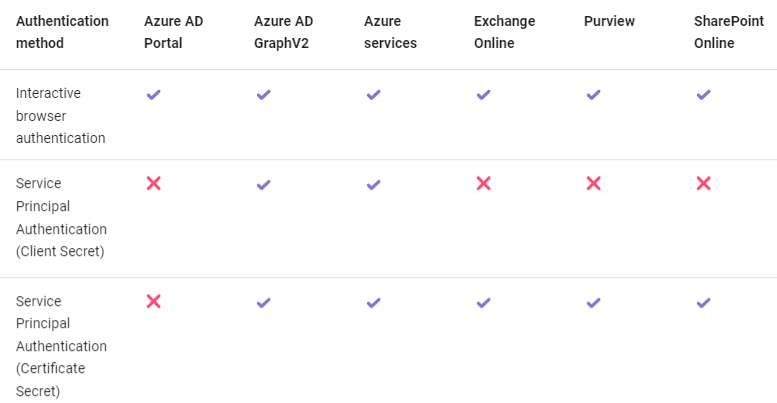 Authentication method
Azure AD Portal
Azure AD GraphV2
Azure services
Exchange Online
Purview
SharePoint Online
Interactive
browser
authentication
Service
Principal
Authentication
(Client Secret)
Service
Principal
Authentication
(Certificate
Secret)